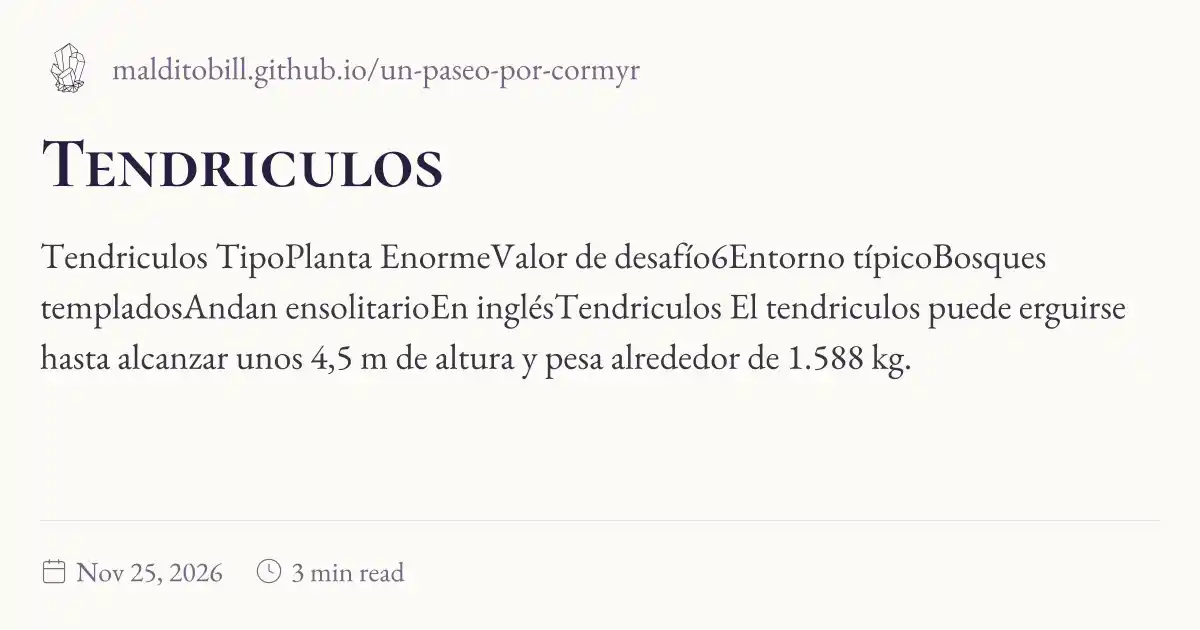 malditobill.github.io/un-paseo-por-cormyr
Tendriculos
Tendriculos TipoPlanta EnormeValor de desafío6Entorno típicoBosques
templadosAndan ensolitarioEn inglésTendriculos El tendriculos puede erguirse
hasta alcanzar unos 4,5 m de altura y pesa alrededor de 1.588 kg.
Nov 25, 2026 3 min read